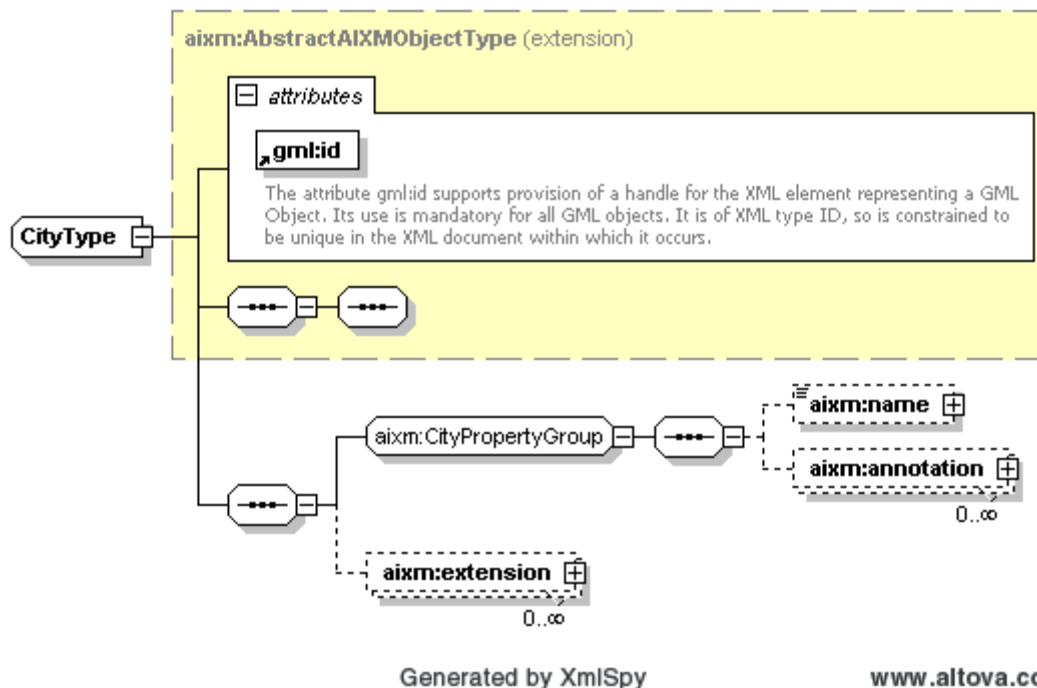 aixm:AbstractAIXMObjectType (extension)
attributes
gml:id
The attribute gml:id supports provision of a handle for the XML element representing a GML
Object. Its use is mandatory for all GML objects. It is of XML type ID, so is constrained to
be unique in the XML document within which it occurs.
CityType
aixm:name
aixm:CityPropertyGroup
aixm:annotation
0..∞
aixm:extension
0..∞
Generated by XmlSpy
www.altova.co